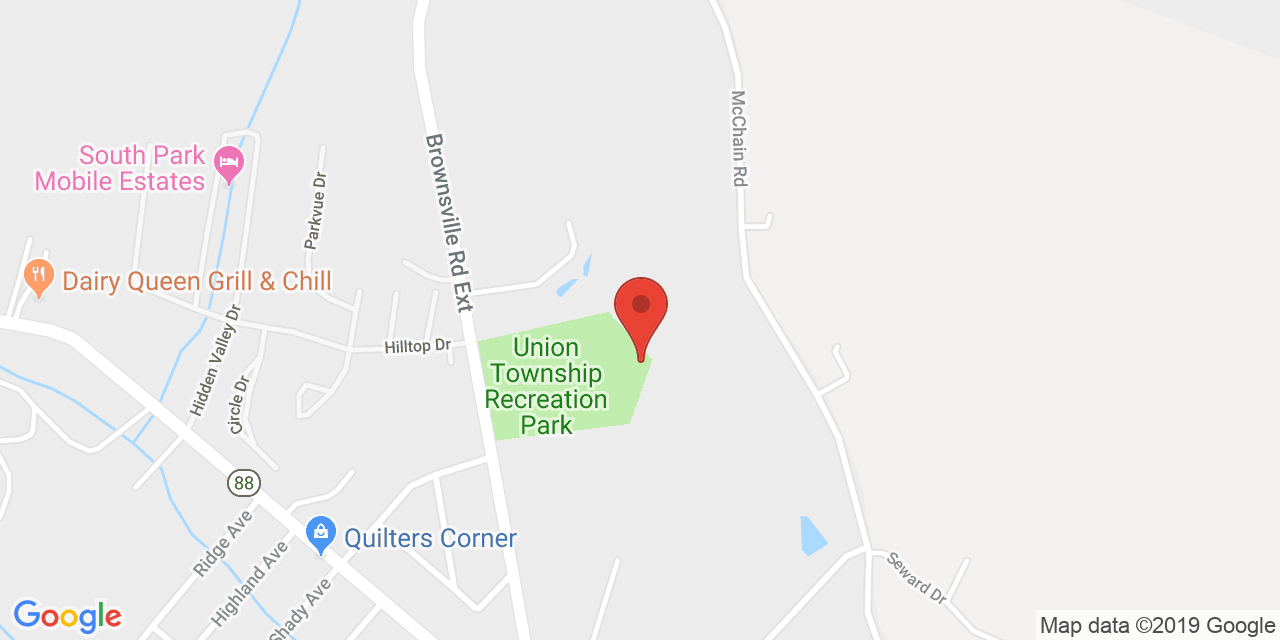 McChain Rd
South Park
Mobile Estates
Brownsville Rd Ext
Parkvue Dr
Dairy Queen Grill & Chill
Hidden Valley Dr
Hilltop Dr
Union
Township
Recreation
Park
Circle Dr
88
Quilters Corner
Ridge Ave
Highland Ave
Shady Ave
Seward Dr
Google
Map data ©2019 Google